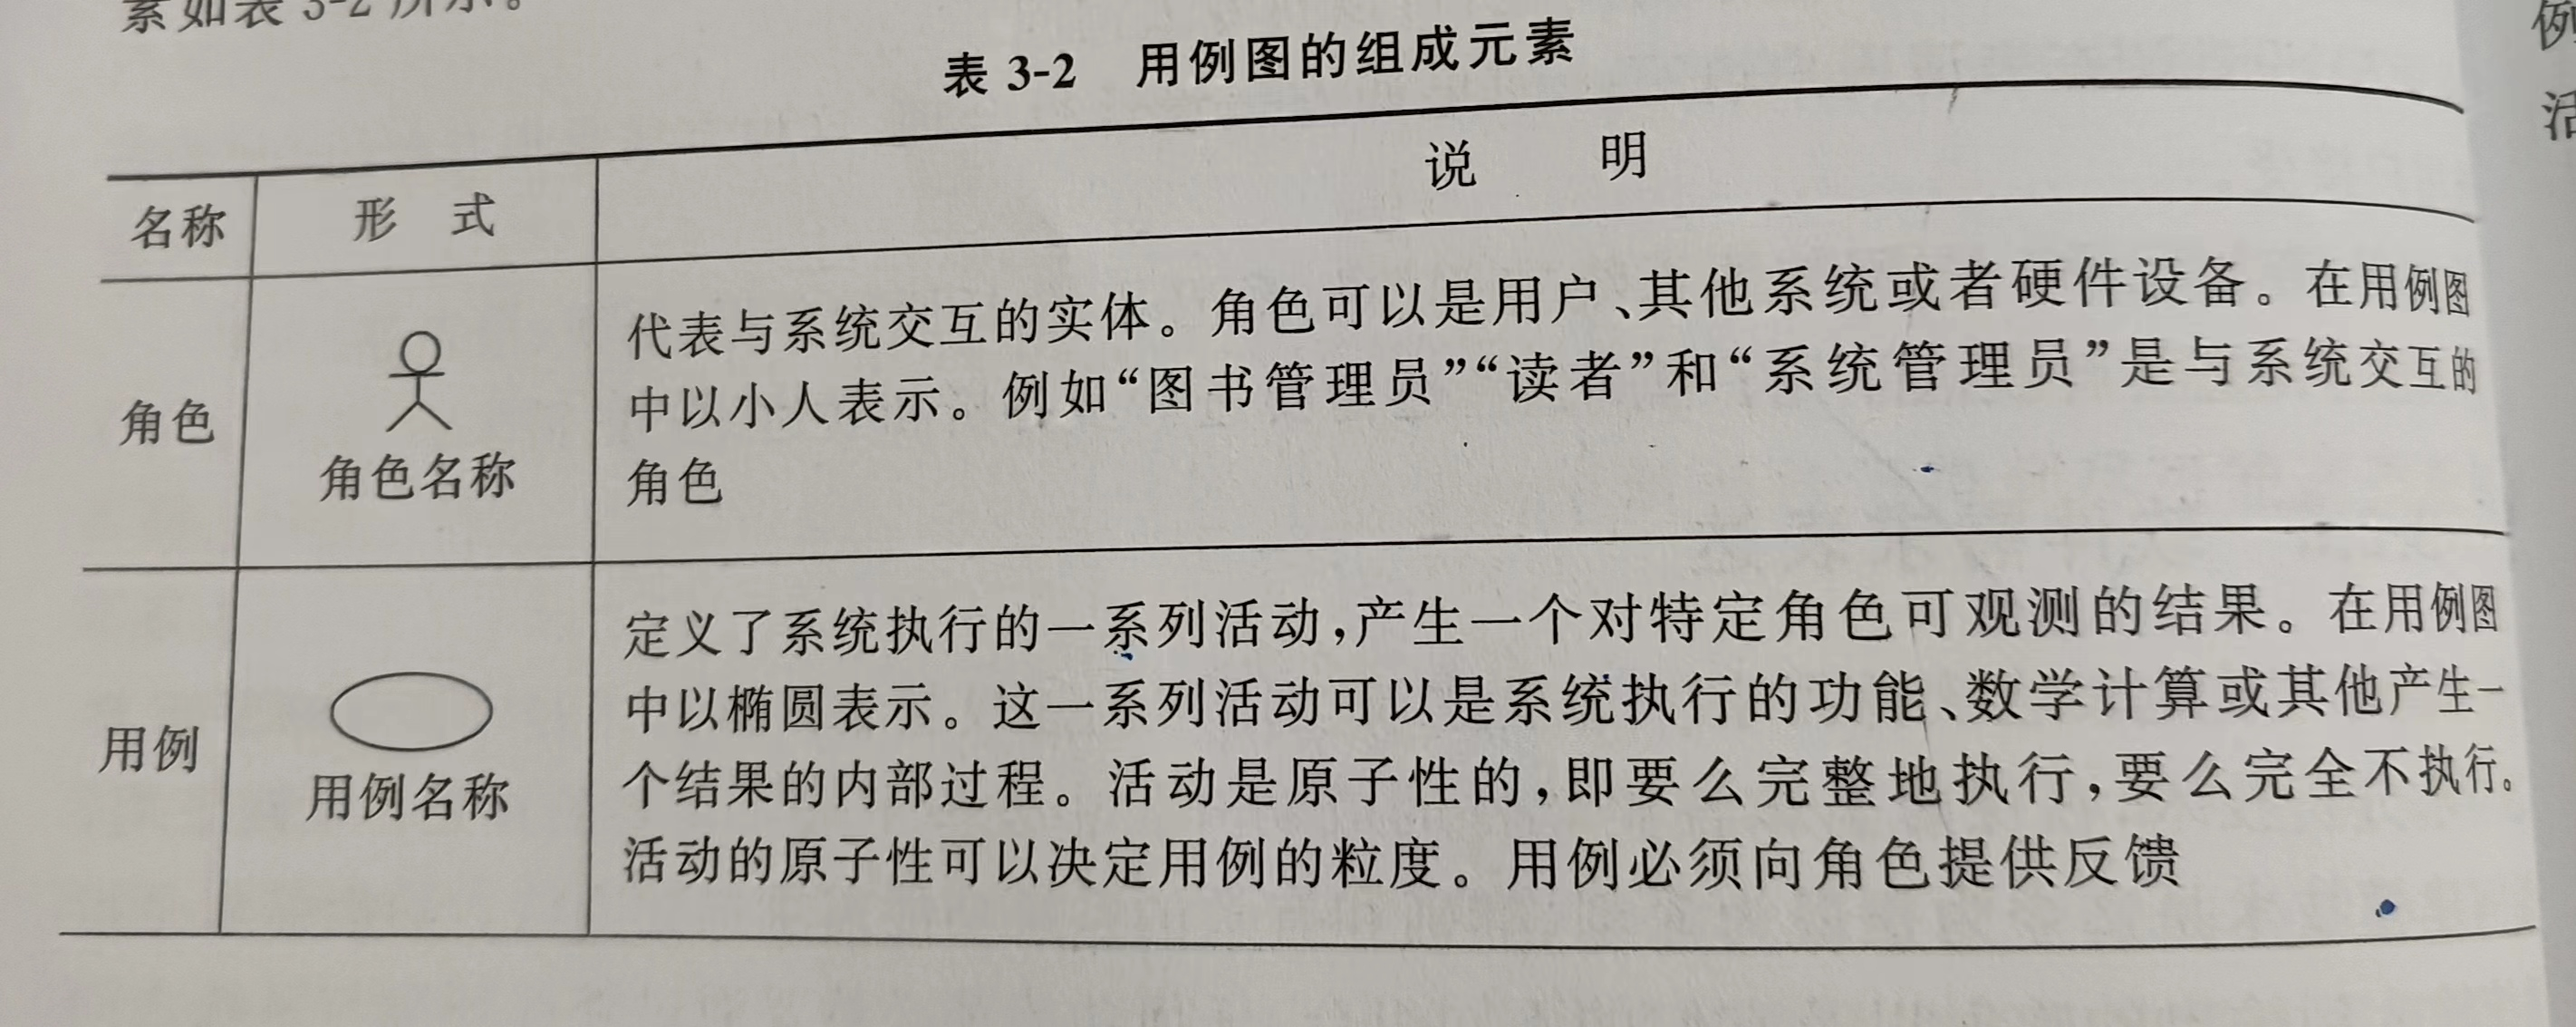 素如表 3-2 所示。
表 3-2 用例图的组成元素
名称 形 式 说 明
角色
角色名称
代表与系统交互的实体。角色可以是用户、其他系统或者硬件设备。在用例图
中以小人表示。例如“图书管理员”“读者”和“系统管理员”是与系统交互的
角色
用例
用例名称
定义了系统执行的一系列活动,产生一个对特定角色可观测的结果。在用例图
中以椭圆表示。这一系列活动可以是系统执行的功能、数学计算或其他产生一
个结果的内部过程。活动是原子性的,即要么完整地执行,要么完全不执行。
活动的原子性可以决定用例的粒度。用例必须向角色提供反馈
例
活